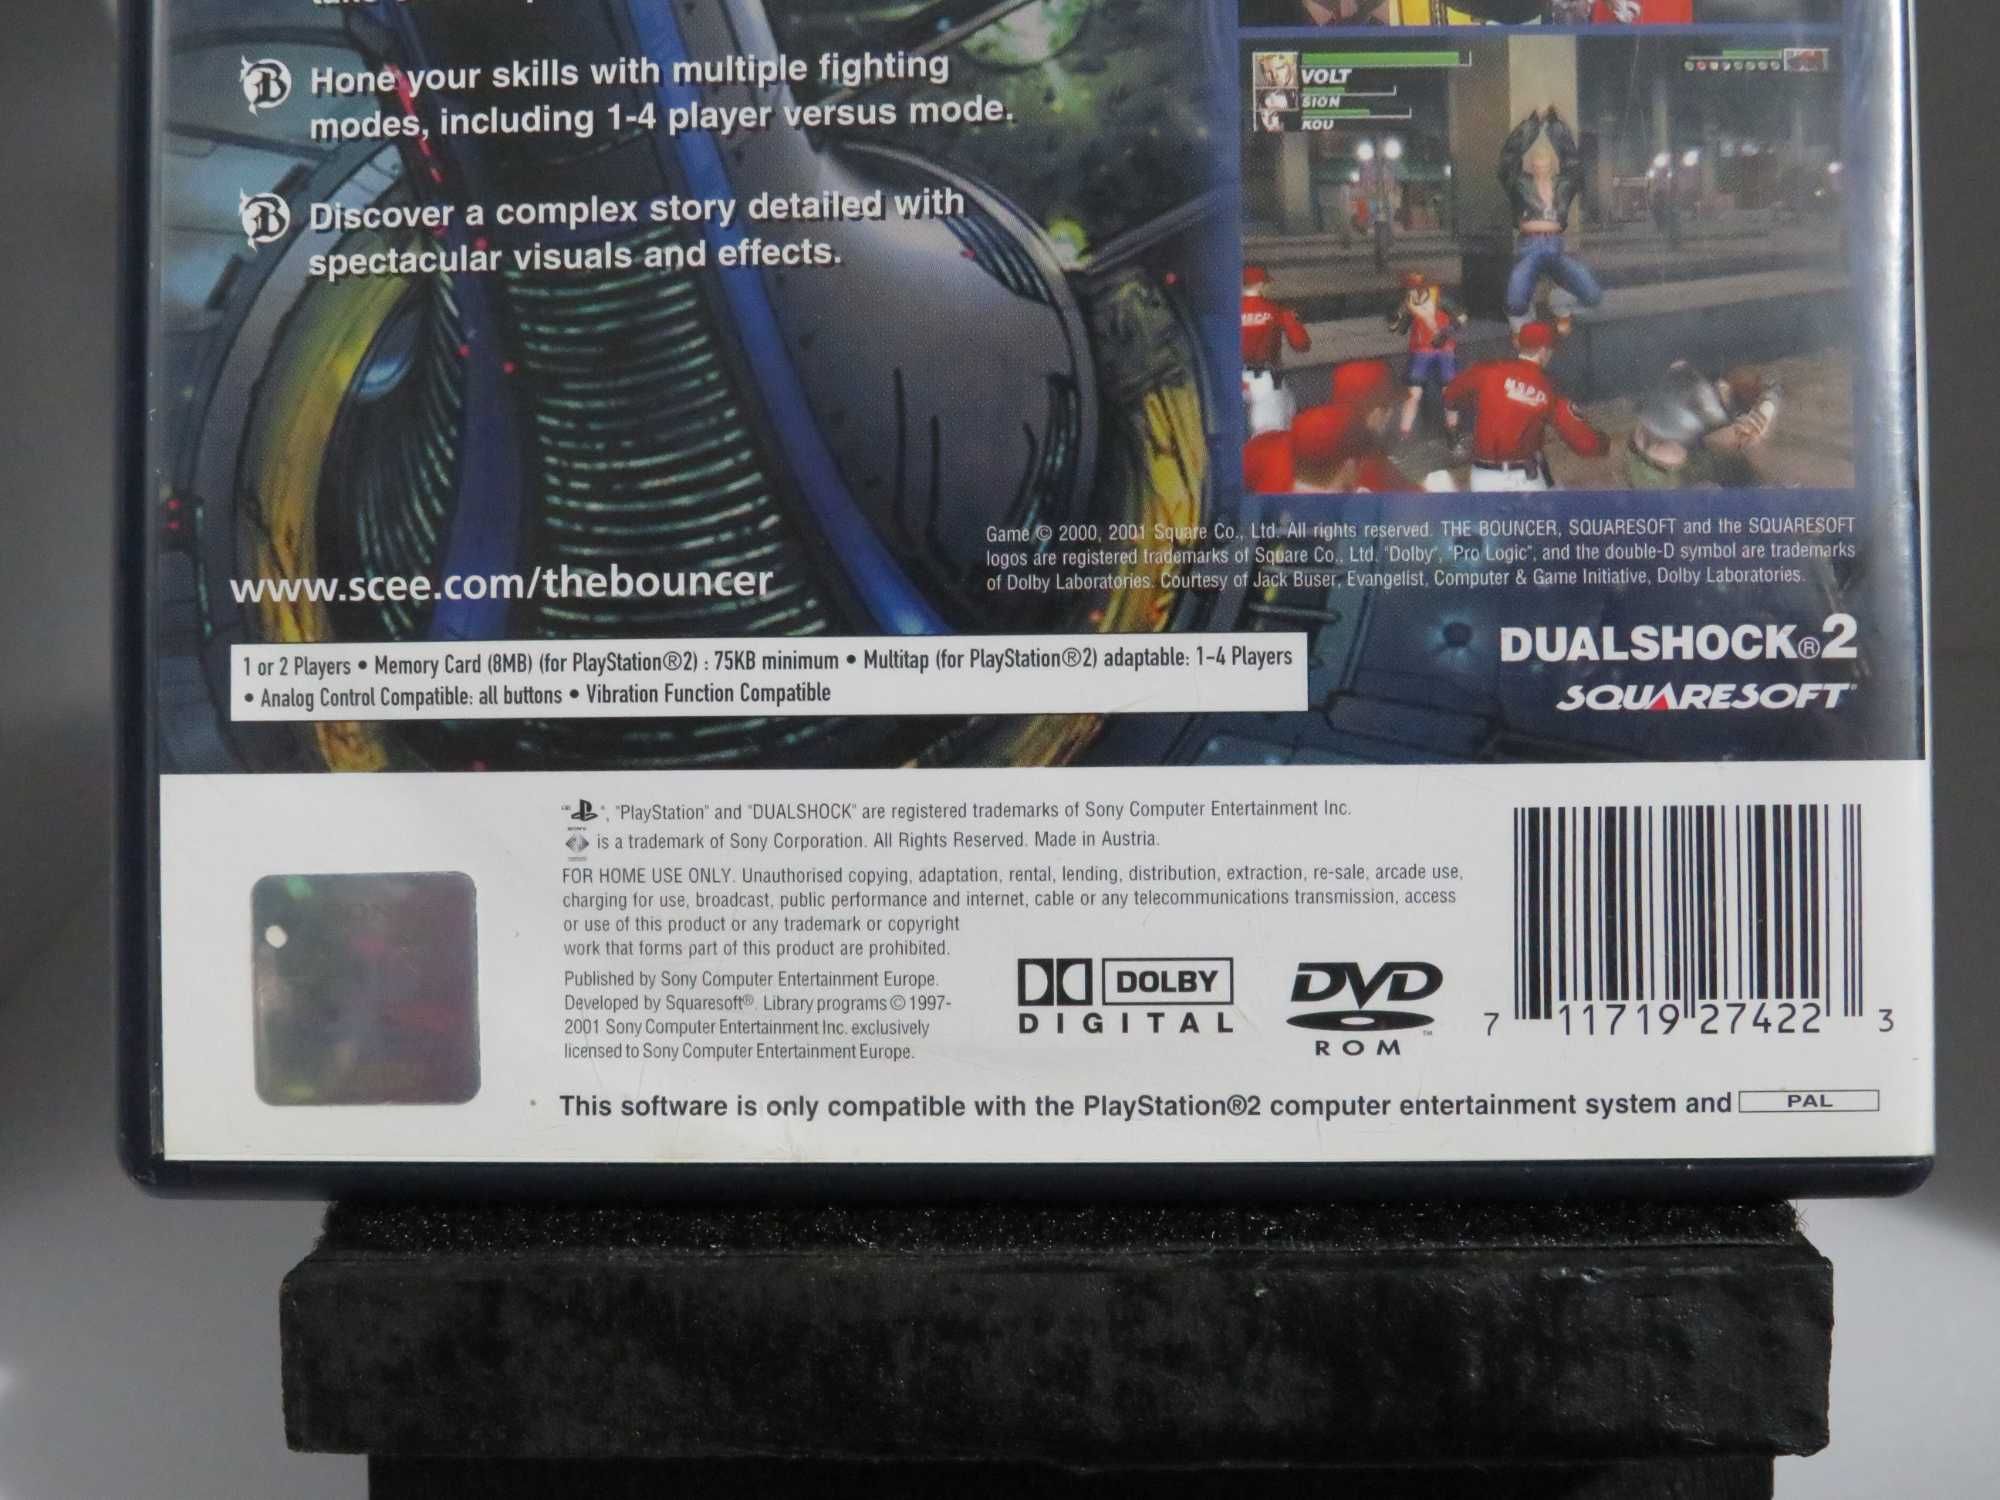 Hone your skills with multiple fighting
modes, including 1-4 player versus mode.
Discover a complex story detailed with
spectacular visuals and effects.
VOLT
SION
KOU
M.S.P.D.
Game © 2000, 2001 Square Co., Ltd. All rights reserved. THE BOUNCER, SQUARESOFT and the SQUARESOFT
logos are registered trademarks of Square Co., Ltd. "Dolby", "Pro Logic", and the double-D symbol are trademarks
of Dolby Laboratories. Courtesy of Jack Buser, Evangelist, Computer & Game Initiative, Dolby Laboratories.
www.scee.com/thebouncer
1 or 2 Players • Memory Card (8MB) (for PlayStation®2) : 75KB minimum • Multitap (for PlayStation®2) adaptable: 1–4 Players
• Analog Control Compatible: all buttons • Vibration Function Compatible
DUALSHOCK®2
SQUARESOFT
", "PlayStation" and "DUALSHOCK" are registered trademarks of Sony Computer Entertainment Inc.
is a trademark of Sony Corporation. All Rights Reserved. Made in Austria.
FOR HOME USE ONLY. Unauthorised copying, adaptation, rental, lending, distribution, extraction, re-sale, arcade use,
charging for use, broadcast, public performance and internet, cable or any telecommunications transmission, access
or use of this product or any trademark or copyright
work that forms part of this product are prohibited.
Published by Sony Computer Entertainment Europe.
Developed by Squaresoft®. Library programs © 1997-
2001 Sony Computer Entertainment Inc. exclusively
licensed to Sony Computer Entertainment Europe.
DOLBY
DIGITAL
DVD
ROM
7 11719 27422 3
This software is only compatible with the PlayStation®2 computer entertainment system and PAL